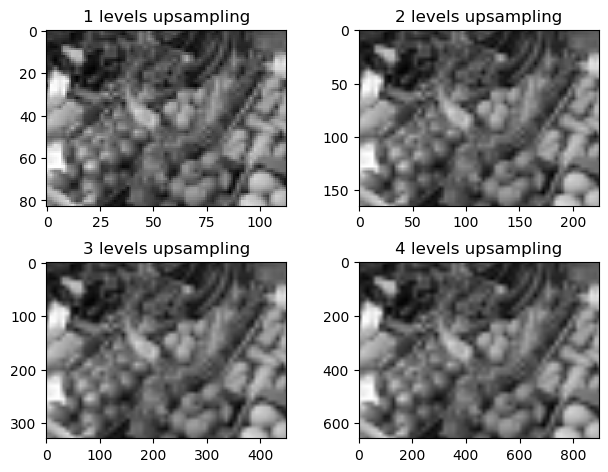 1 levels upsampling
2 levels upsampling
0
20
40
60
80
0
50
100
150
0 25 50 75 100
0 50 100 150 200
3 levels upsampling
4 levels upsampling
0
100
200
300
0
200
400
600
0 100 200 300 400
0 200 400 600 800